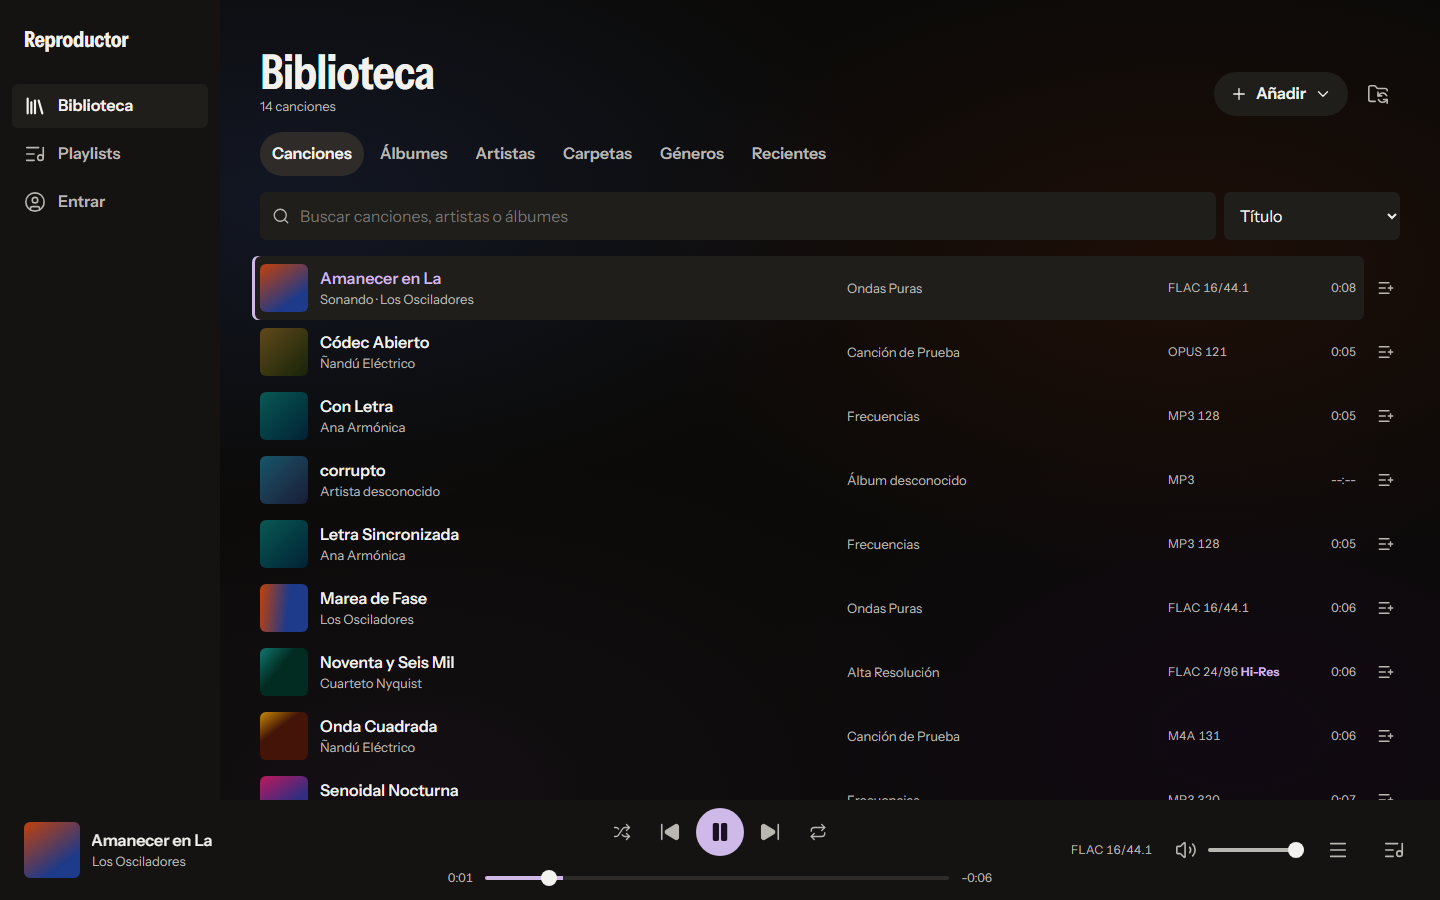 Reproductor
Biblioteca
Playlists
Entrar
Biblioteca
14 canciones
Añadir
Canciones Álbumes Artistas Carpetas Géneros Recientes
Buscar canciones, artistas o álbumes
Título
Amanecer en La
Sonando · Los Osciladores
Ondas Puras
FLAC 16/44.1
0:08
Códec Abierto
Ñandú Eléctrico
Canción de Prueba
OPUS 121
0:05
Con Letra
Ana Armónica
Frecuencias
MP3 128
0:05
corrupto
Artista desconocido
Álbum desconocido
MP3
--:--
Letra Sincronizada
Ana Armónica
Frecuencias
MP3 128
0:05
Marea de Fase
Los Osciladores
Ondas Puras
FLAC 16/44.1
0:06
Noventa y Seis Mil
Cuarteto Nyquist
Alta Resolución
FLAC 24/96 Hi-Res
0:06
Onda Cuadrada
Ñandú Eléctrico
Canción de Prueba
M4A 131
0:06
Senoidal Nocturna
Frecuencias
MP3 320
0:07
Amanecer en La
Los Osciladores
0:01
-0:06
FLAC 16/44.1